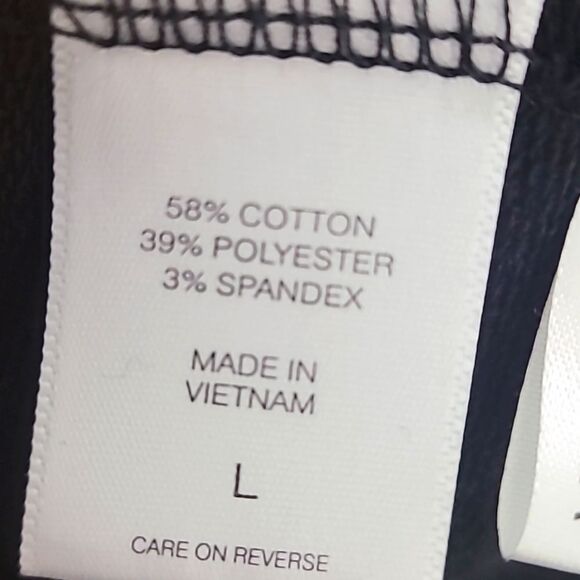 58% COTTON
39% POLYESTER
3% SPANDEX
MADE IN
VIETNAM
L
CARE ON REVERSE